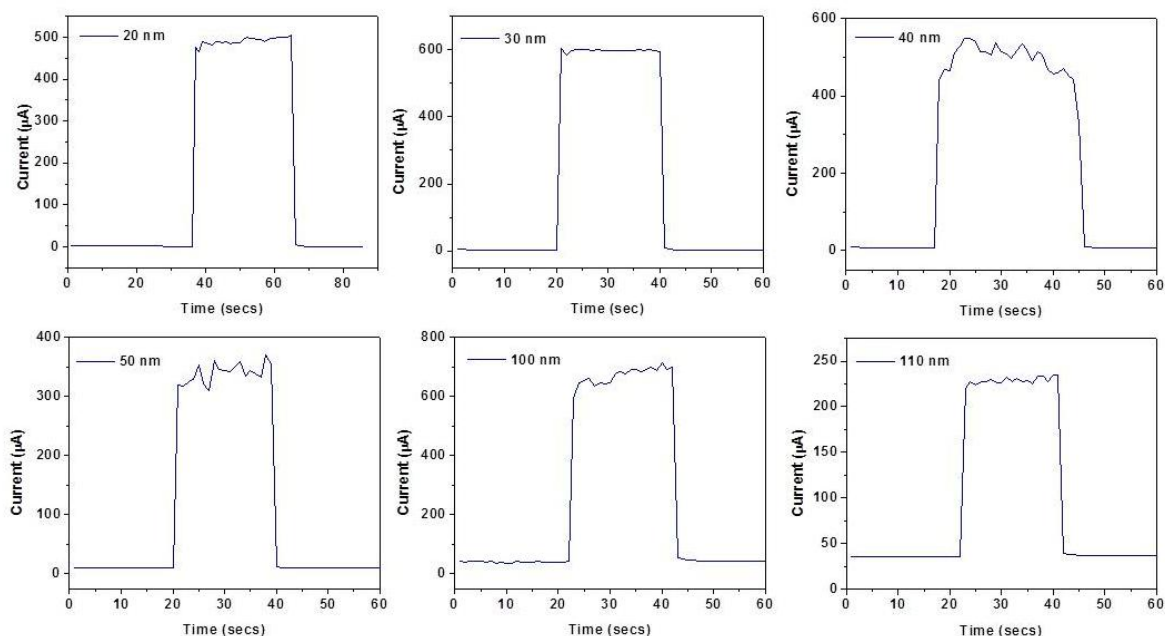 20 nm
500
400
300
200
100
0
Current (µA)
0 20 40 60 80
Time (secs)
30 nm
600
400
200
0
Current (µA)
0 10 20 30 40 50 60
Time (sec)
40 nm
600
400
200
0
Current (µA)
0 10 20 30 40 50 60
Time (secs)
50 nm
400
300
200
100
0
Current (µA)
0 10 20 30 40 50 60
Time (secs)
100 nm
800
600
400
200
0
Current (µA)
0 10 20 30 40 50 60
Time (secs)
110 nm
250
200
150
100
50
0
Current (µA)
0 10 20 30 40 50 60
Time (secs)